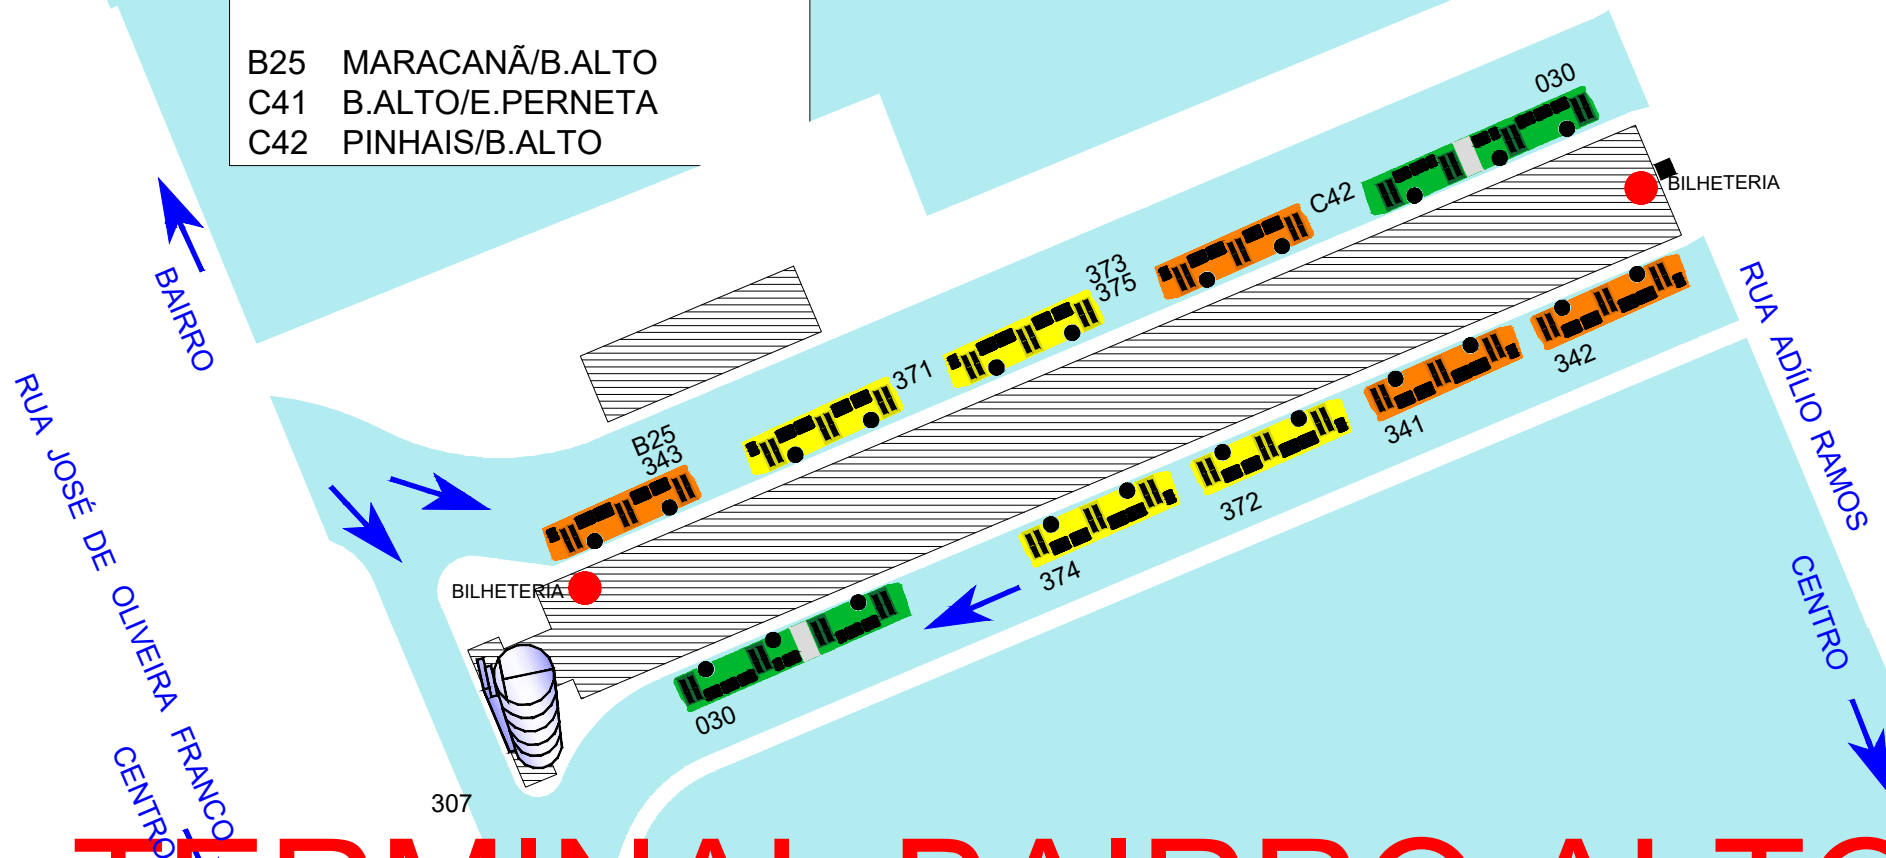 B25 MARACANÃ/B.ALTO
C41 B.ALTO/E.PERNETA
C42 PINHAIS/B.ALTO
030
C42
BILHETERIA
373
375
371
B25
343
BAIRRO
RUA JOSÉ DE OLIVEIRA FRANCO
CENTRO
RUA ADÍLIO RAMOS
CENTRO
342
341
372
374
030
BILHETERIA
307
TERMINAL BAIRRO ALTO